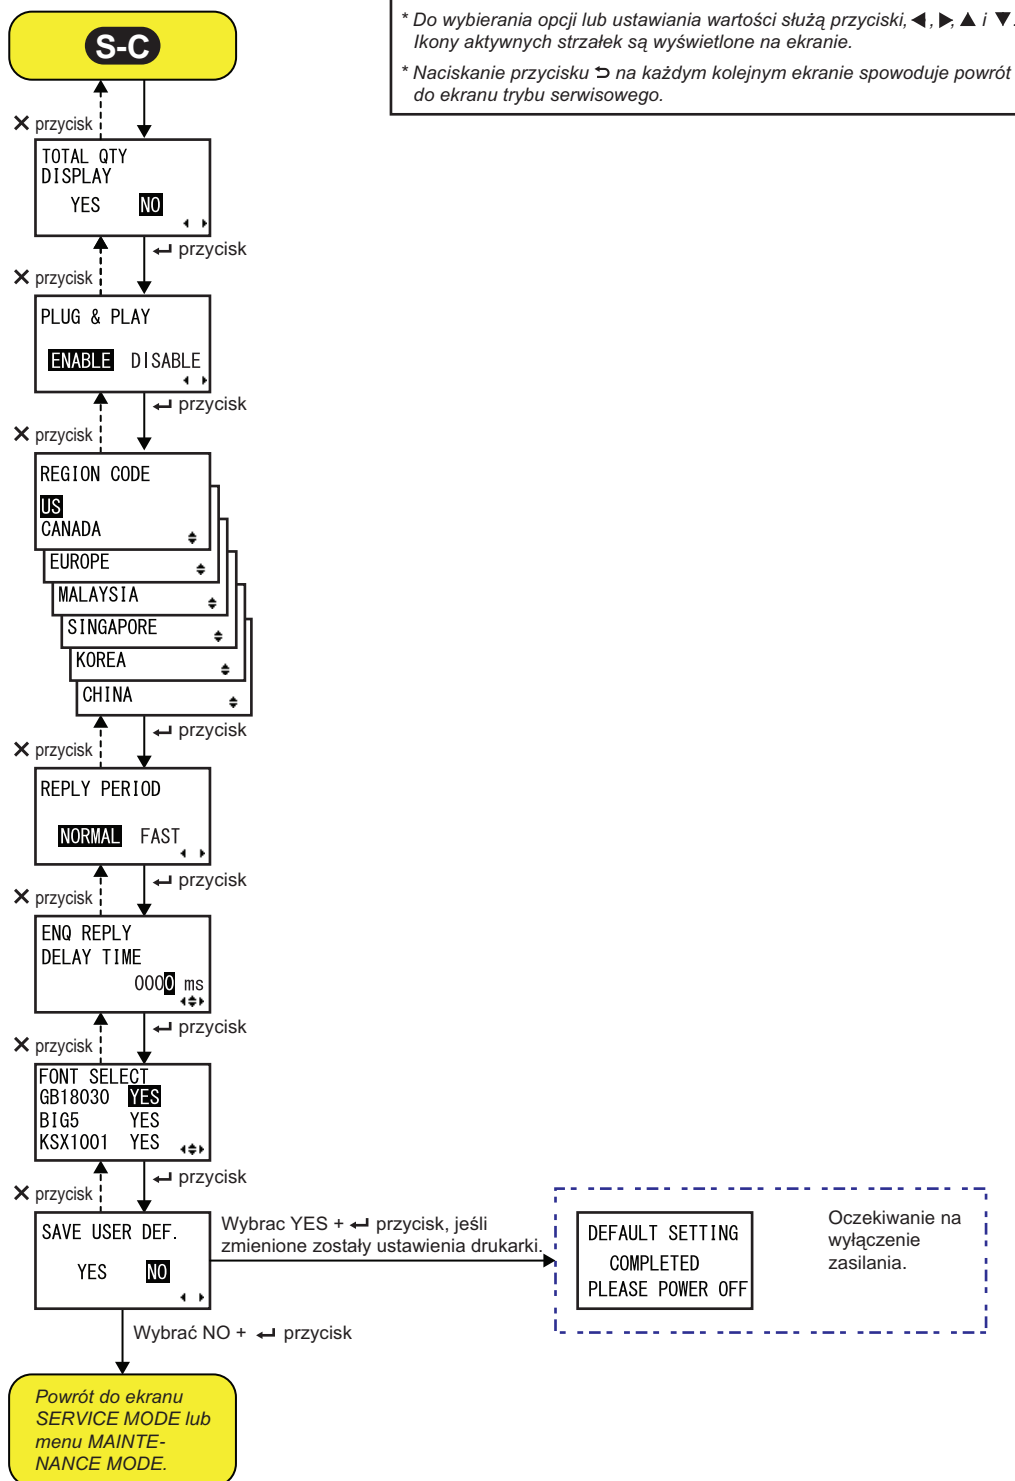 * Do wybierania opcji lub ustawiania wartości służą przyciski, ◀ , ▶, ▲ i ▼.
Ikony aktywnych strzałek są wyświetlone na ekranie.
* Naciskanie przycisku ⮌ na każdym kolejnym ekranie spowoduje powrót
do ekranu trybu serwisowego.
S-C
✕ przycisk
TOTAL QTY
DISPLAY
YES NO
↵ przycisk
✕ przycisk
PLUG & PLAY
ENABLE DISABLE
↵ przycisk
✕ przycisk
REGION CODE
US
CANADA
EUROPE
MALAYSIA
SINGAPORE
KOREA
CHINA
↵ przycisk
✕ przycisk
REPLY PERIOD
NORMAL FAST
↵ przycisk
✕ przycisk
ENQ REPLY
DELAY TIME
0000 ms
↵ przycisk
✕ przycisk
FONT SELECT
GB18030 YES
BIG5 YES
KSX1001 YES
↵ przycisk
✕ przycisk
SAVE USER DEF.
YES NO
Wybrac YES + ↵ przycisk, jeśli
zmienione zostały ustawienia drukarki.
DEFAULT SETTING
COMPLETED
PLEASE POWER OFF
Oczekiwanie na
wyłączenie
zasilania.
Wybrać NO + ↵ przycisk
Powrót do ekranu
SERVICE MODE lub
menu MAINTE-
NANCE MODE.